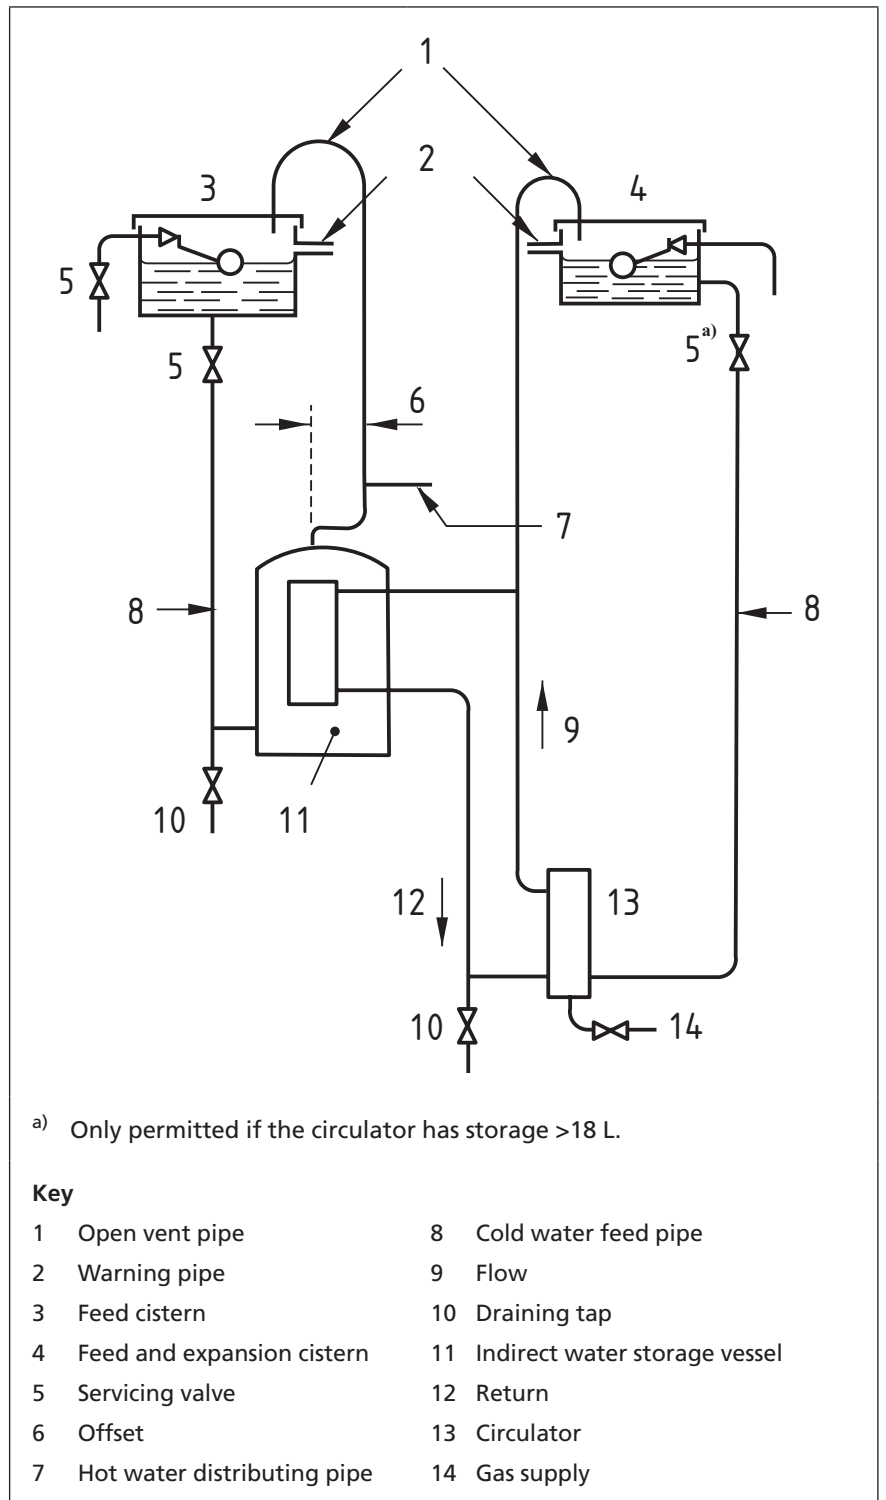 1
2
3
4
5
5
5a)
6
7
8
8
9
10
11
12
13
10
14
a) Only permitted if the circulator has storage >18 L.
Key
1 Open vent pipe
2 Warning pipe
3 Feed cistern
4 Feed and expansion cistern
5 Servicing valve
6 Offset
7 Hot water distributing pipe
8 Cold water feed pipe
9 Flow
10 Draining tap
11 Indirect water storage vessel
12 Return
13 Circulator
14 Gas supply